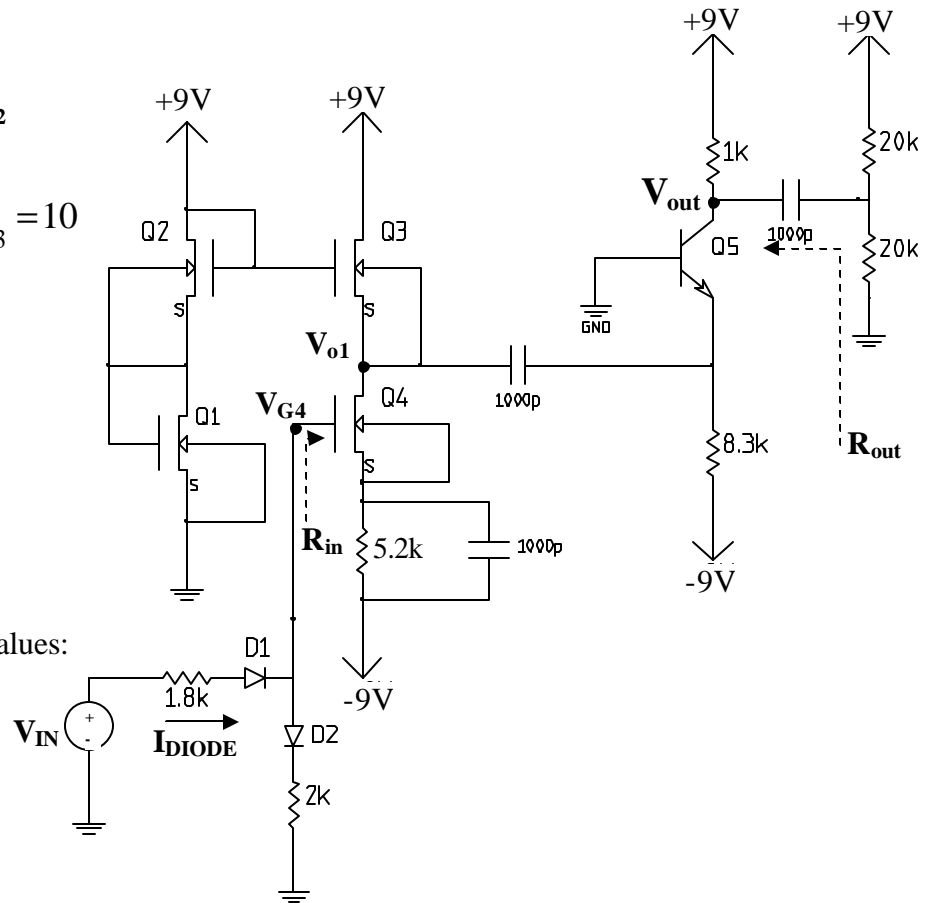 2
= 10
3
+9V
+9V
-9V
+9V
Q2
Q3
1k
20k
Vout
1000p
Q5
20k
S
S
GND
Vo1
Q4
VG4
Q1
1000p
8.3k
Rout
S
s
Rin
5.2k
1000p
-9V
alues:
D1
1.8k
-9V
VIN
+
-
IDIODE
D2
2k